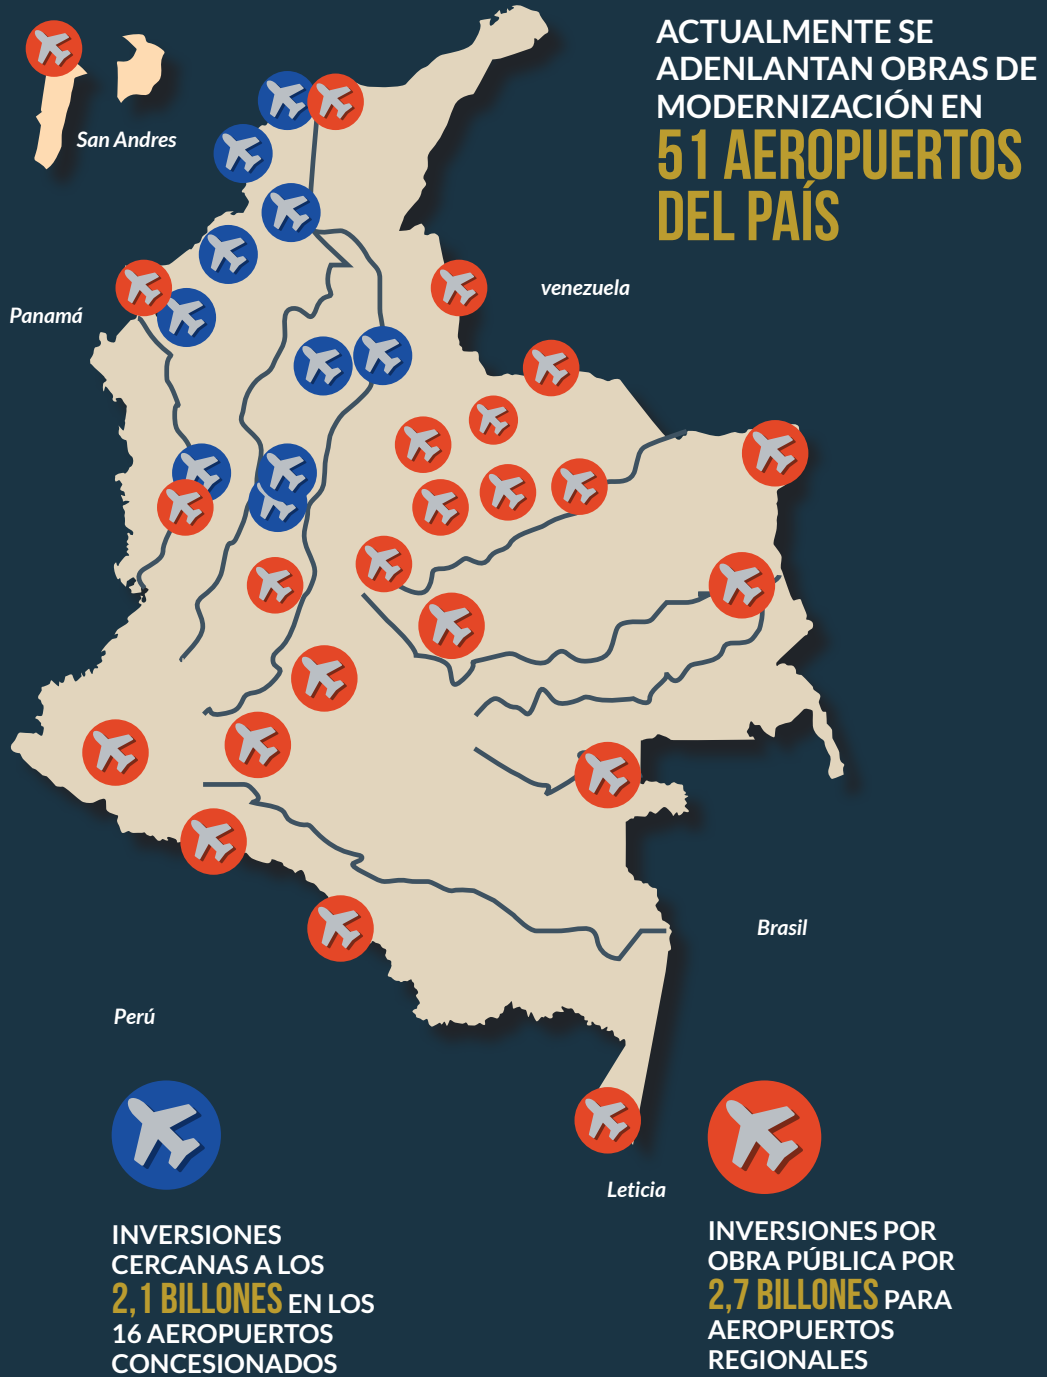 ACTUALMENTE SE
ADENLANTAN OBRAS DE
MODERNIZACIÓN EN
51 AEROPUERTOS
DEL PAÍS
San Andres
venezuela
Panamá
Brasil
Perú
Leticia
INVERSIONES
CERCANAS A LOS
2,1 BILLONES EN LOS
16 AEROPUERTOS
CONCESIONADOS
INVERSIONES POR
OBRA PÚBLICA POR
2,7 BILLONES PARA
AEROPUERTOS
REGIONALES